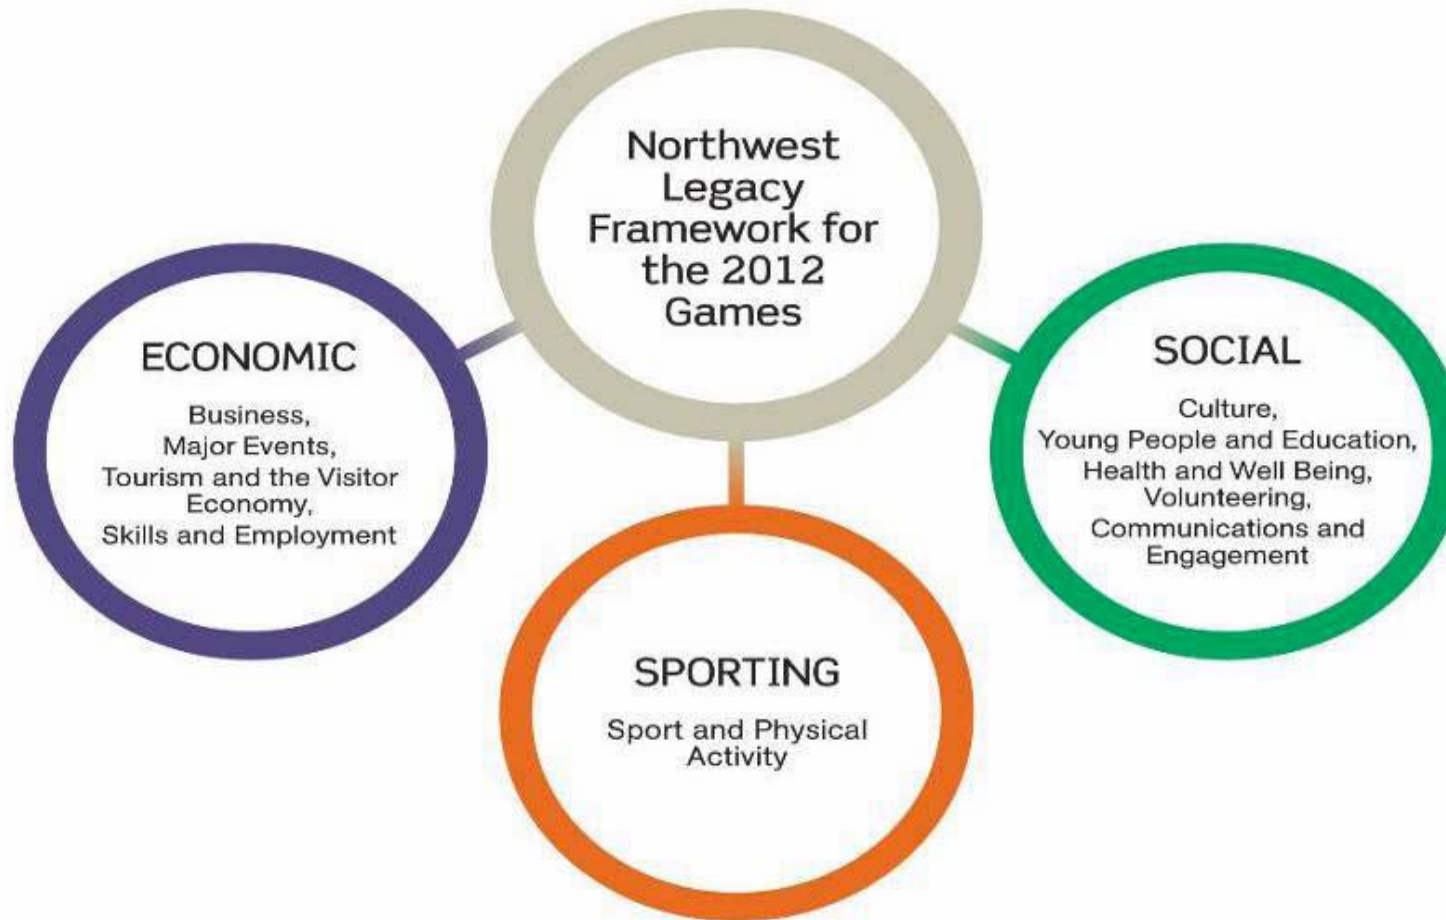 Northwest
Legacy
Framework for
the 2012
Games
ECONOMIC
Business,
Major Events,
Tourism and the Visitor
Economy,
Skills and Employment
SOCIAL
Culture,
Young People and Education,
Health and Well Being,
Volunteering,
Communications and
Engagement
SPORTING
Sport and Physical
Activity